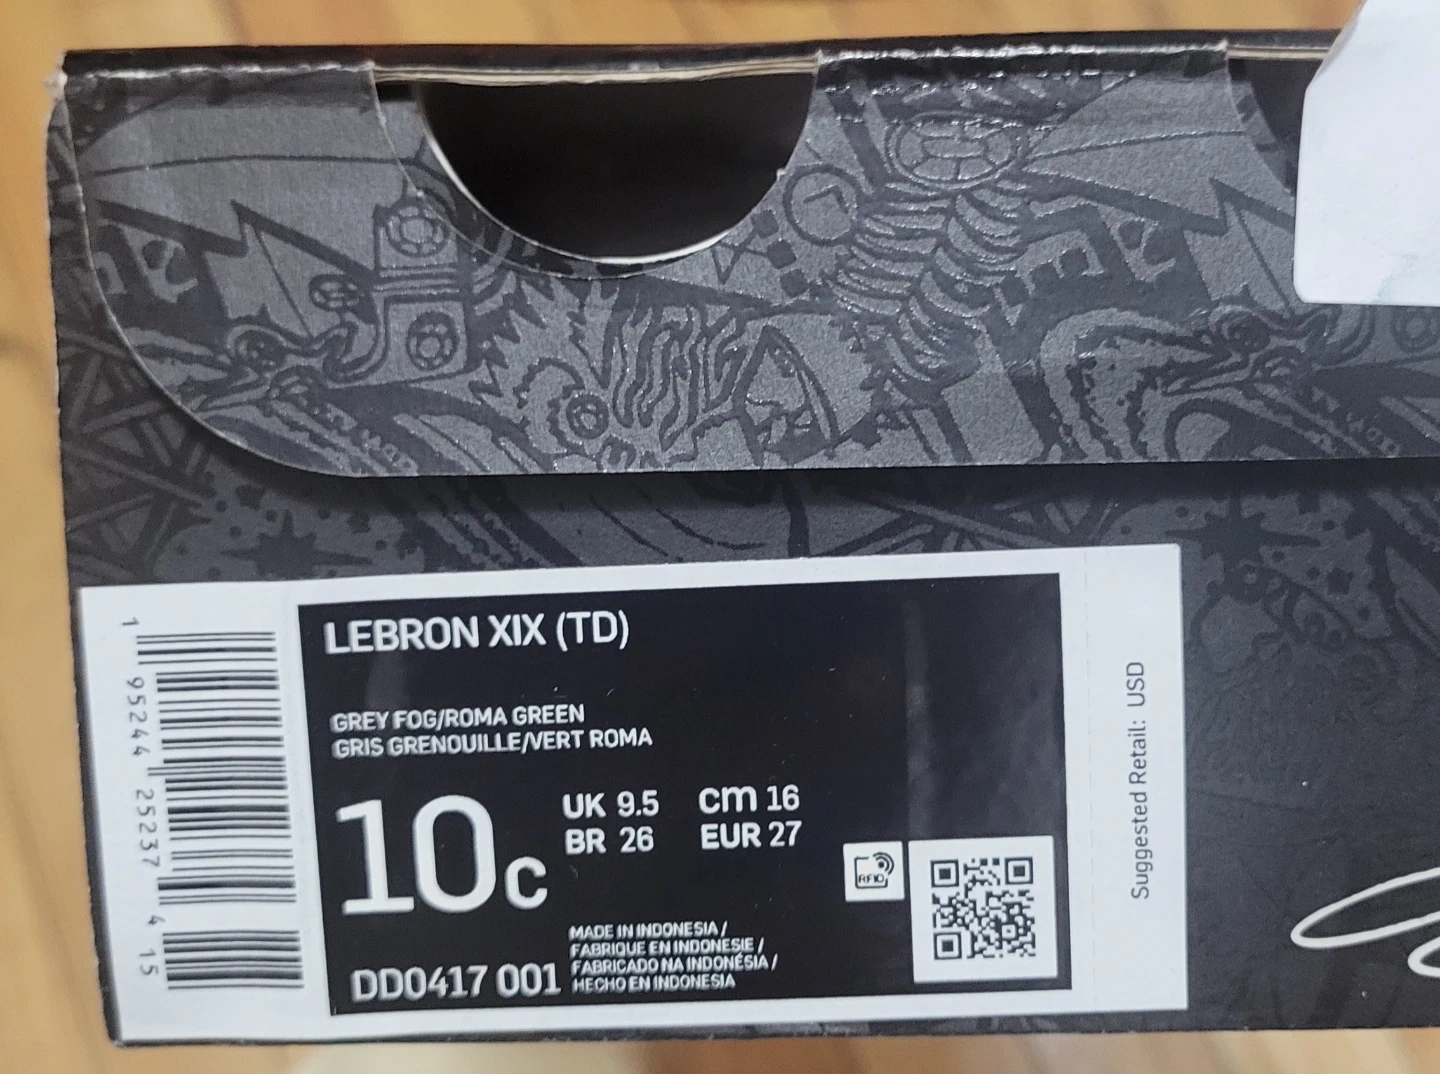 LEBRON XIX (TD)
GREY FOG/ROMA GREEN
GRIS GRENOUILLE/VERT ROMA
10C
UK 9.5 cm 16
BR 26 EUR 27
RFID
MADE IN INDONESIA /
FABRIQUE EN INDONESIE /
FABRICADO NA INDONÉSIA /
HECHO EN INDONESIA
DD0417 001
1 95244 25237 4 15
Suggested Retail: USD